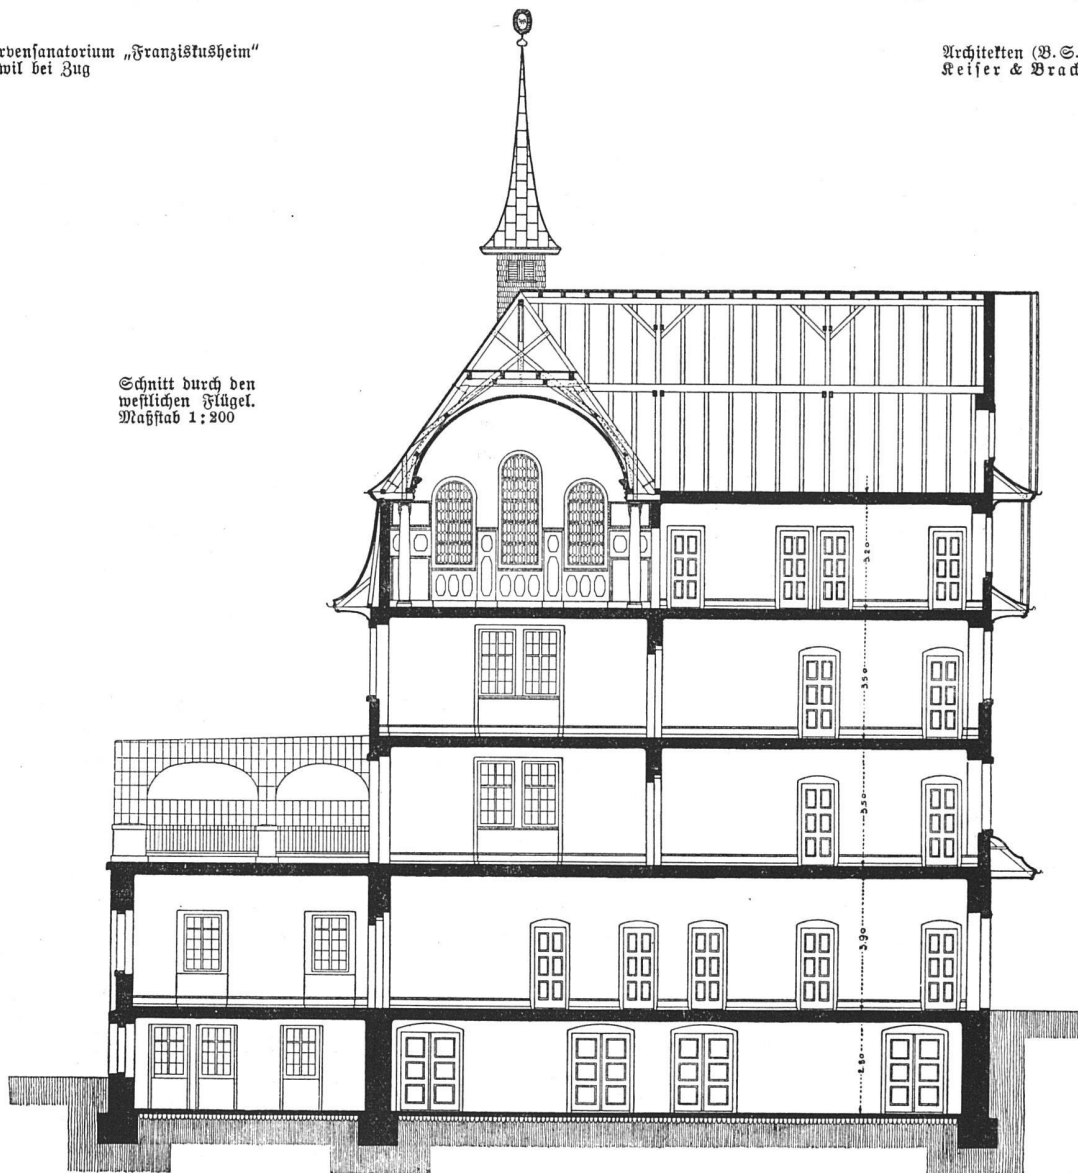 rvensanatorium „Franziskusheim“
wil bei Zug
Architekten (B. S.
Keiser & Brach
Schnitt durch den
westlichen Flügel.
Maßstab 1:200
3.20
3.50
3.50
3.90
2.80